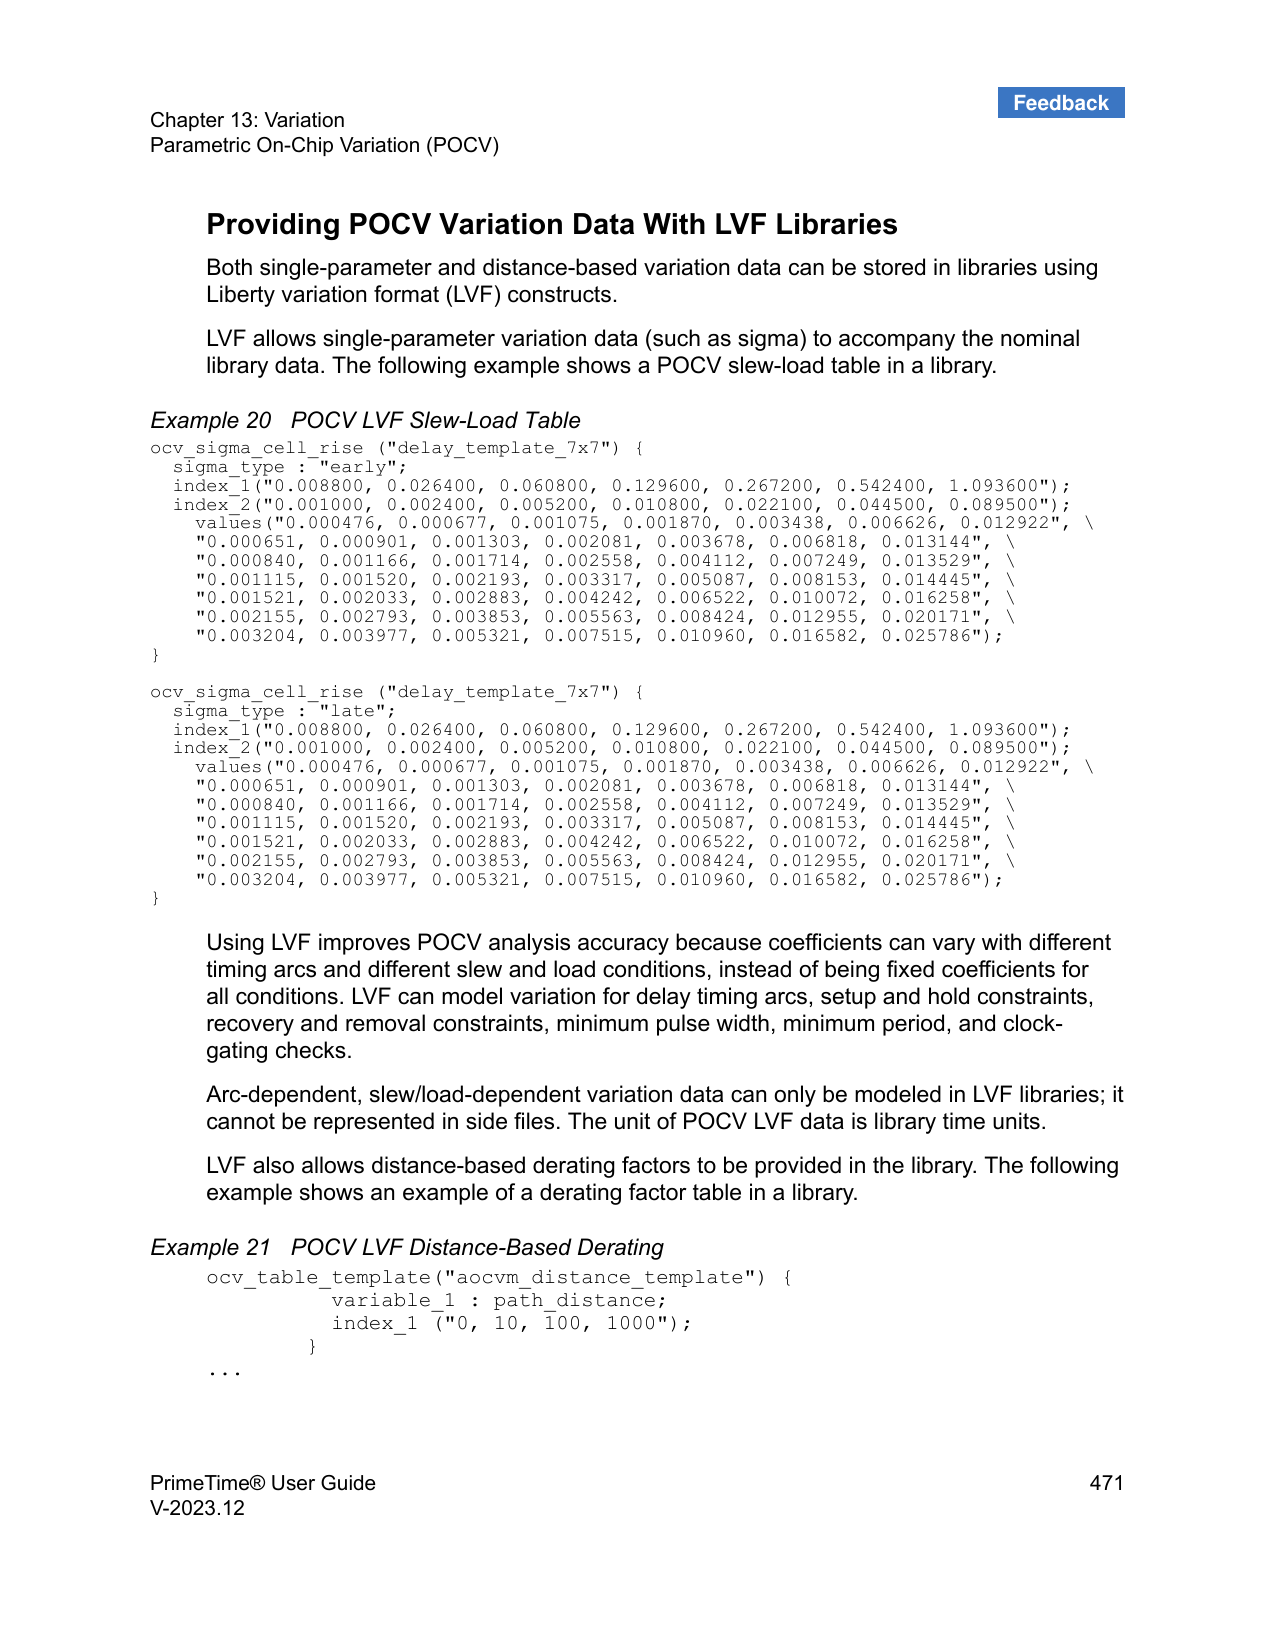 Feedback
Chapter 13: Variation
Parametric On-Chip Variation (POCV)
Providing POCV Variation Data With LVF Libraries
Both single-parameter and distance-based variation data can be stored in libraries using
Liberty variation format (LVF) constructs.
LVF allows single-parameter variation data (such as sigma) to accompany the nominal
library data. The following example shows a POCV slew-load table in a library.
Example 20   POCV LVF Slew-Load Table
ocv_sigma_cell_rise ("delay_template_7x7") {
  sigma_type : "early";
  index_1("0.008800, 0.026400, 0.060800, 0.129600, 0.267200, 0.542400, 1.093600");
  index_2("0.001000, 0.002400, 0.005200, 0.010800, 0.022100, 0.044500, 0.089500");
    values("0.000476, 0.000677, 0.001075, 0.001870, 0.003438, 0.006626, 0.012922", \
    "0.000651, 0.000901, 0.001303, 0.002081, 0.003678, 0.006818, 0.013144", \
    "0.000840, 0.001166, 0.001714, 0.002558, 0.004112, 0.007249, 0.013529", \
    "0.001115, 0.001520, 0.002193, 0.003317, 0.005087, 0.008153, 0.014445", \
    "0.001521, 0.002033, 0.002883, 0.004242, 0.006522, 0.010072, 0.016258", \
    "0.002155, 0.002793, 0.003853, 0.005563, 0.008424, 0.012955, 0.020171", \
    "0.003204, 0.003977, 0.005321, 0.007515, 0.010960, 0.016582, 0.025786");
}
ocv_sigma_cell_rise ("delay_template_7x7") {
  sigma_type : "late";
  index_1("0.008800, 0.026400, 0.060800, 0.129600, 0.267200, 0.542400, 1.093600");
  index_2("0.001000, 0.002400, 0.005200, 0.010800, 0.022100, 0.044500, 0.089500");
    values("0.000476, 0.000677, 0.001075, 0.001870, 0.003438, 0.006626, 0.012922", \
    "0.000651, 0.000901, 0.001303, 0.002081, 0.003678, 0.006818, 0.013144", \
    "0.000840, 0.001166, 0.001714, 0.002558, 0.004112, 0.007249, 0.013529", \
    "0.001115, 0.001520, 0.002193, 0.003317, 0.005087, 0.008153, 0.014445", \
    "0.001521, 0.002033, 0.002883, 0.004242, 0.006522, 0.010072, 0.016258", \
    "0.002155, 0.002793, 0.003853, 0.005563, 0.008424, 0.012955, 0.020171", \
    "0.003204, 0.003977, 0.005321, 0.007515, 0.010960, 0.016582, 0.025786");
}
Using LVF improves POCV analysis accuracy because coefficients can vary with different
timing arcs and different slew and load conditions, instead of being fixed coefficients for
all conditions. LVF can model variation for delay timing arcs, setup and hold constraints,
recovery and removal constraints, minimum pulse width, minimum period, and clock-
gating checks.
Arc-dependent, slew/load-dependent variation data can only be modeled in LVF libraries; it
cannot be represented in side files. The unit of POCV LVF data is library time units.
LVF also allows distance-based derating factors to be provided in the library. The following
example shows an example of a derating factor table in a library.
Example 21   POCV LVF Distance-Based Derating
ocv_table_template("aocvm_distance_template") {
          variable_1 : path_distance;
          index_1 ("0, 10, 100, 1000");
        }
...
PrimeTime® User Guide 471
V-2023.12